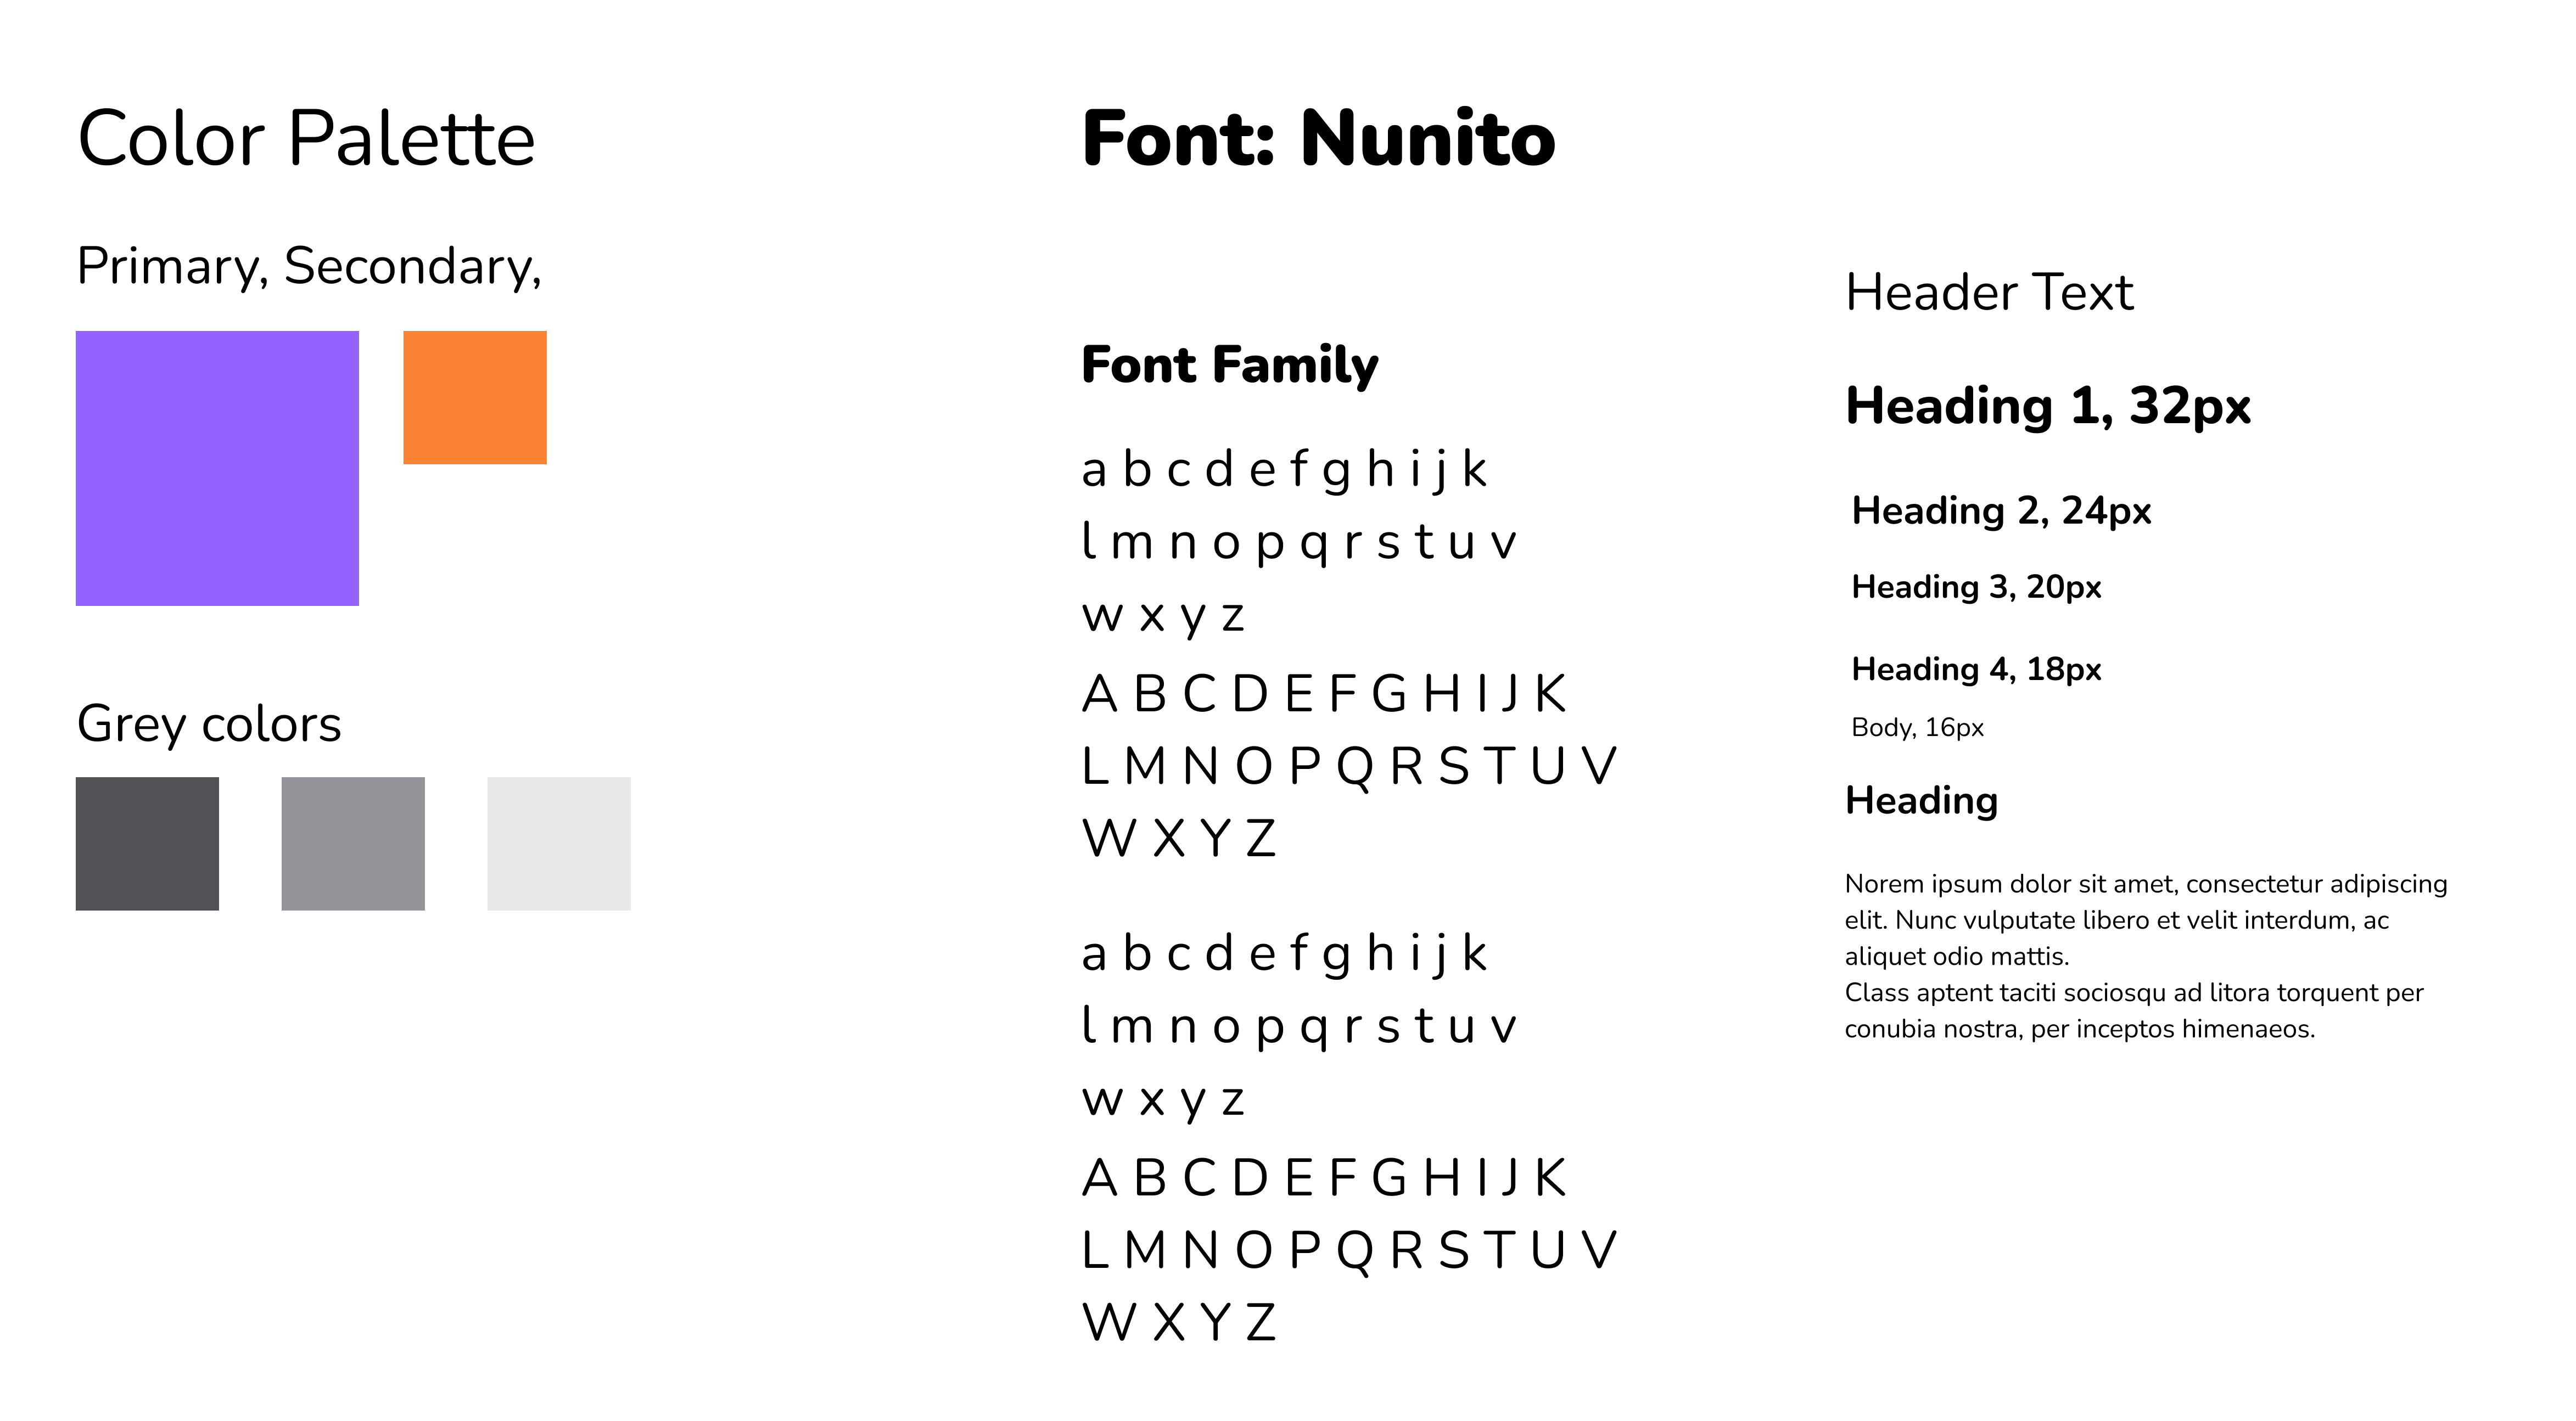 Color Palette
Primary, Secondary,
Grey colors
Font: Nunito
Font Family
a b c d e f g h i j k
l m n o p q r s t u v
w x y z
A B C D E F G H I J K
L M N O P Q R S T U V
W X Y Z
a b c d e f g h i j k
l m n o p q r s t u v
w x y z
A B C D E F G H I J K
L M N O P Q R S T U V
W X Y Z
Header Text
Heading 1, 32px
Heading 2, 24px
Heading 3, 20px
Heading 4, 18px
Body, 16px
Heading
Norem ipsum dolor sit amet, consectetur adipiscing
elit. Nunc vulputate libero et velit interdum, ac
aliquet odio mattis.
Class aptent taciti sociosqu ad litora torquent per
conubia nostra, per inceptos himenaeos.